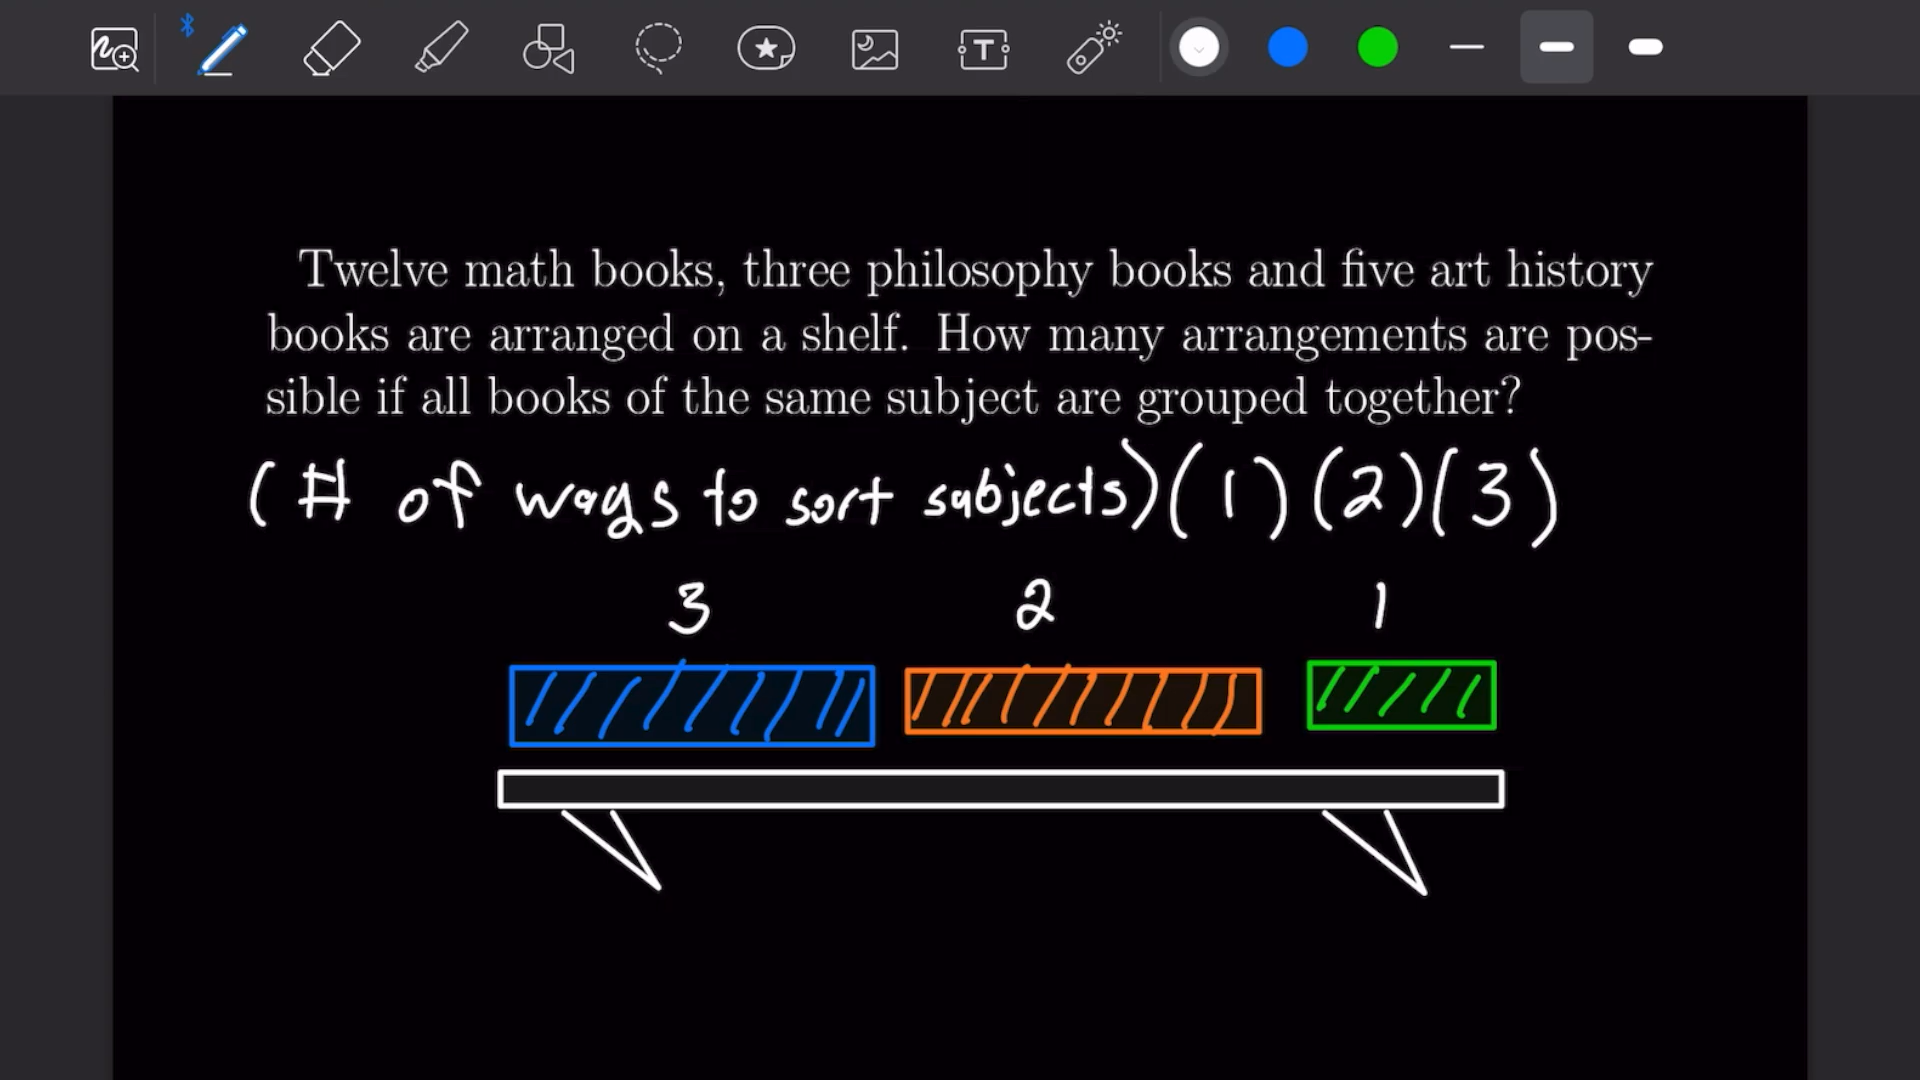 Twelve math books, three philosophy books and five art history
books are arranged on a shelf. How many arrangements are pos-
sible if all books of the same subject are grouped together?
(# of ways to sort subjects)(1)(2)(3)
3 2 1